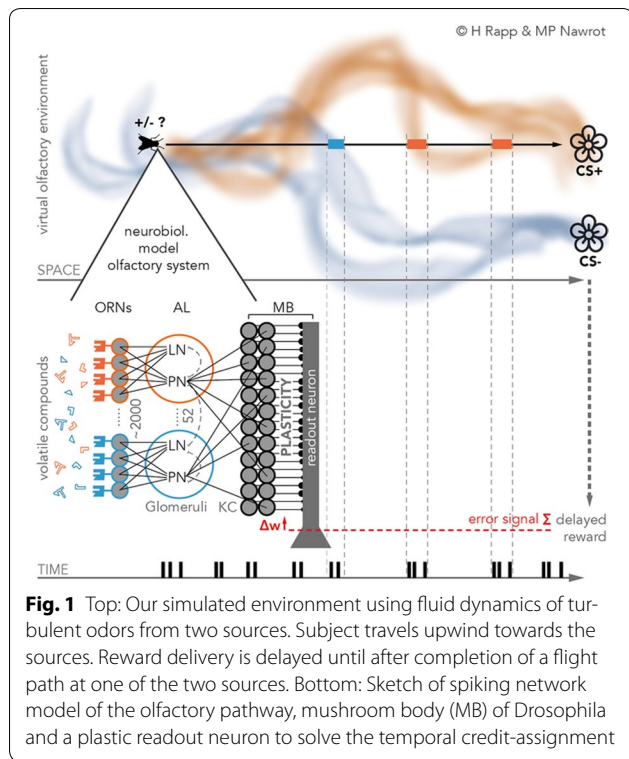 © H Rapp & MP Nawrot
virtual olfactory environment
+/- ?
CS+
neurobiol.
model
olfactory system
CS-
SPACE
ORNs
AL
MB
volatile compounds
LN
PN
~2000
52
LN
PN
Glomeruli
KC
PLASTICITY
readout neuron
Δw
error signal Σ
delayed
reward
TIME
Fig. 1 Top: Our simulated environment using fluid dynamics of tur-
bulent odors from two sources. Subject travels upwind towards the
sources. Reward delivery is delayed until after completion of a flight
path at one of the two sources. Bottom: Sketch of spiking network
model of the olfactory pathway, mushroom body (MB) of Drosophila
and a plastic readout neuron to solve the temporal credit-assignment